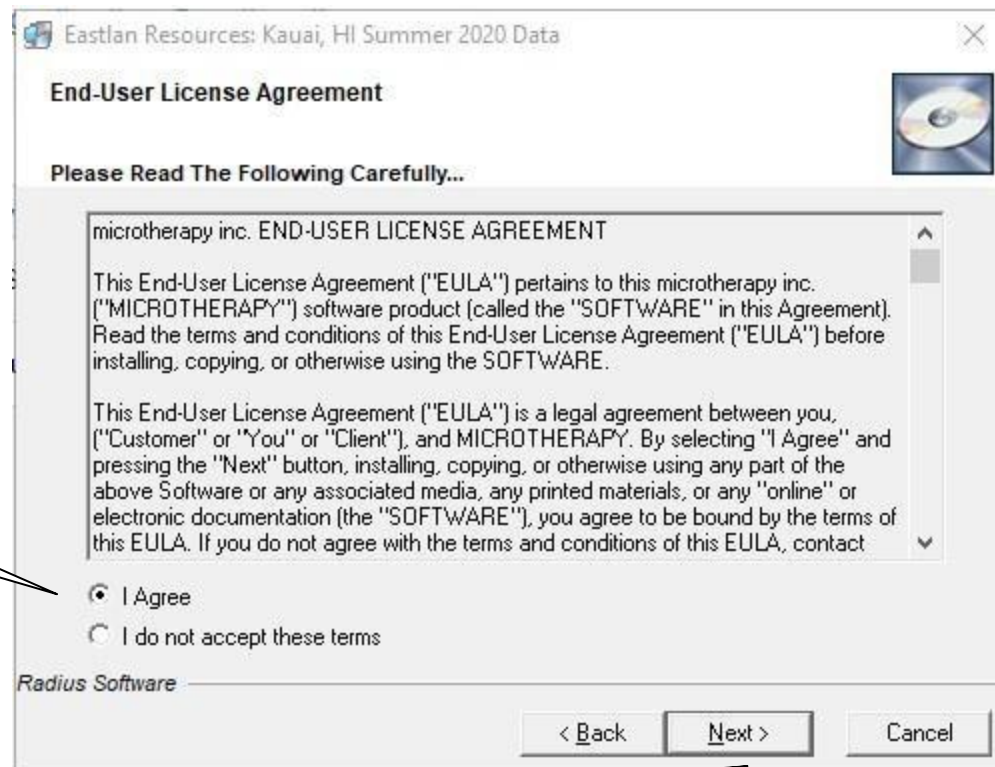 Eastlan Resources: Kauai, HI Summer 2020 Data
End-User License Agreement
Please Read The Following Carefully...
microtherapy inc. END-USER LICENSE AGREEMENT
This End-User License Agreement ("EULA") pertains to this microtherapy inc.
("MICROTHERAPY") software product (called the "SOFTWARE" in this Agreement).
Read the terms and conditions of this End-User License Agreement ("EULA") before
installing, copying, or otherwise using the SOFTWARE.
This End-User License Agreement ("EULA") is a legal agreement between you,
("Customer" or "You" or "Client"), and MICROTHERAPY. By selecting "I Agree" and
pressing the "Next" button, installing, copying, or otherwise using any part of the
above Software or any associated media, any printed materials, or any "online" or
electronic documentation (the "SOFTWARE"), you agree to be bound by the terms of
this EULA. If you do not agree with the terms and conditions of this EULA, contact
I Agree
I do not accept these terms
Radius Software
< Back Next > Cancel